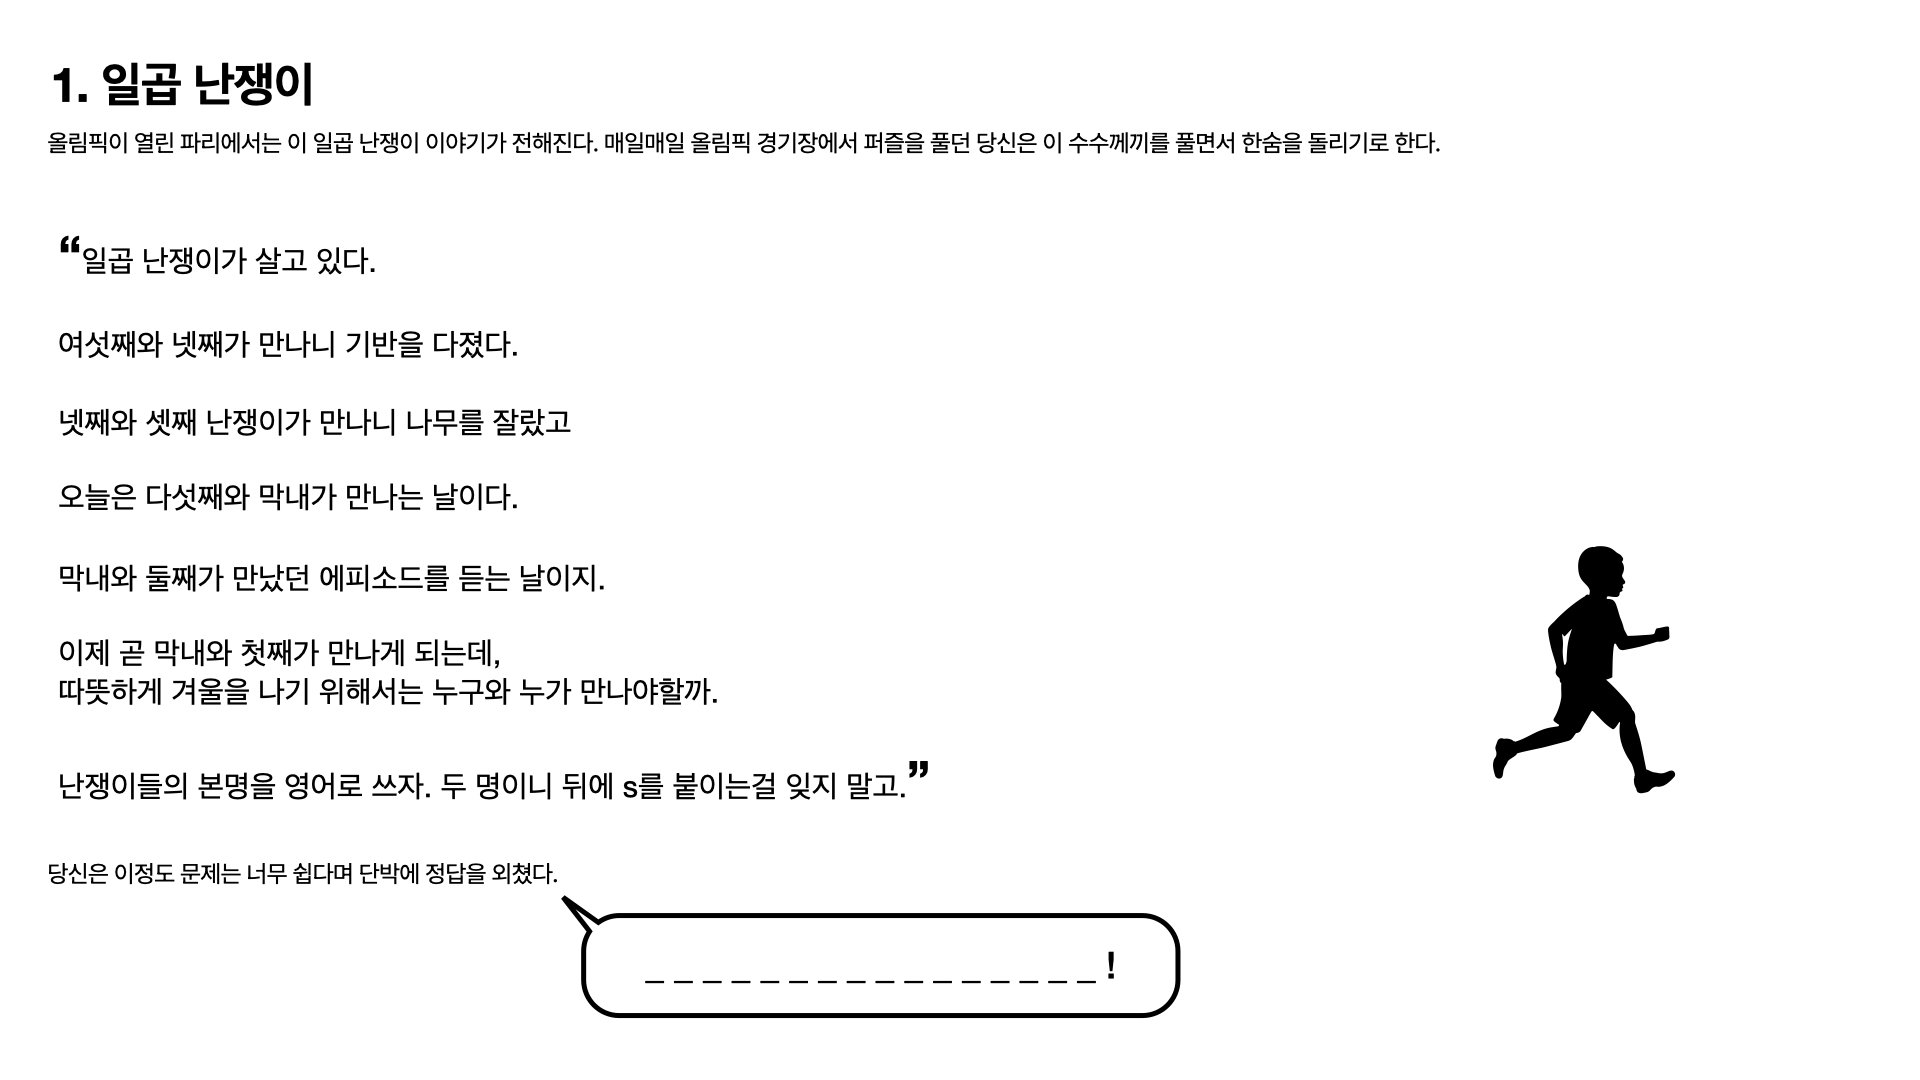 1. 일곱 난쟁이
올림픽이 열린 파리에서는 이 일곱 난쟁이 이야기가 전해진다. 매일매일 올림픽 경기장에서 퍼즐을 풀던 당신은 이 수수께끼를 풀면서 한숨을 돌리기로 한다.
“일곱 난쟁이가 살고 있다.
여섯째와 넷째가 만나니 기반을 다졌다.
넷째와 셋째 난쟁이가 만나니 나무를 잘랐고
오늘은 다섯째와 막내가 만나는 날이다.
막내와 둘째가 만났던 에피소드를 듣는 날이지.
이제 곧 막내와 첫째가 만나게 되는데,
따뜻하게 겨울을 나기 위해서는 누구와 누가 만나야할까.
난쟁이들의 본명을 영어로 쓰자. 두 명이니 뒤에 s를 붙이는걸 잊지 말고.”
당신은 이정도 문제는 너무 쉽다며 단박에 정답을 외쳤다.
_ _ _ _ _ _ _ _ _ _ _ _ _ _ _ _ !